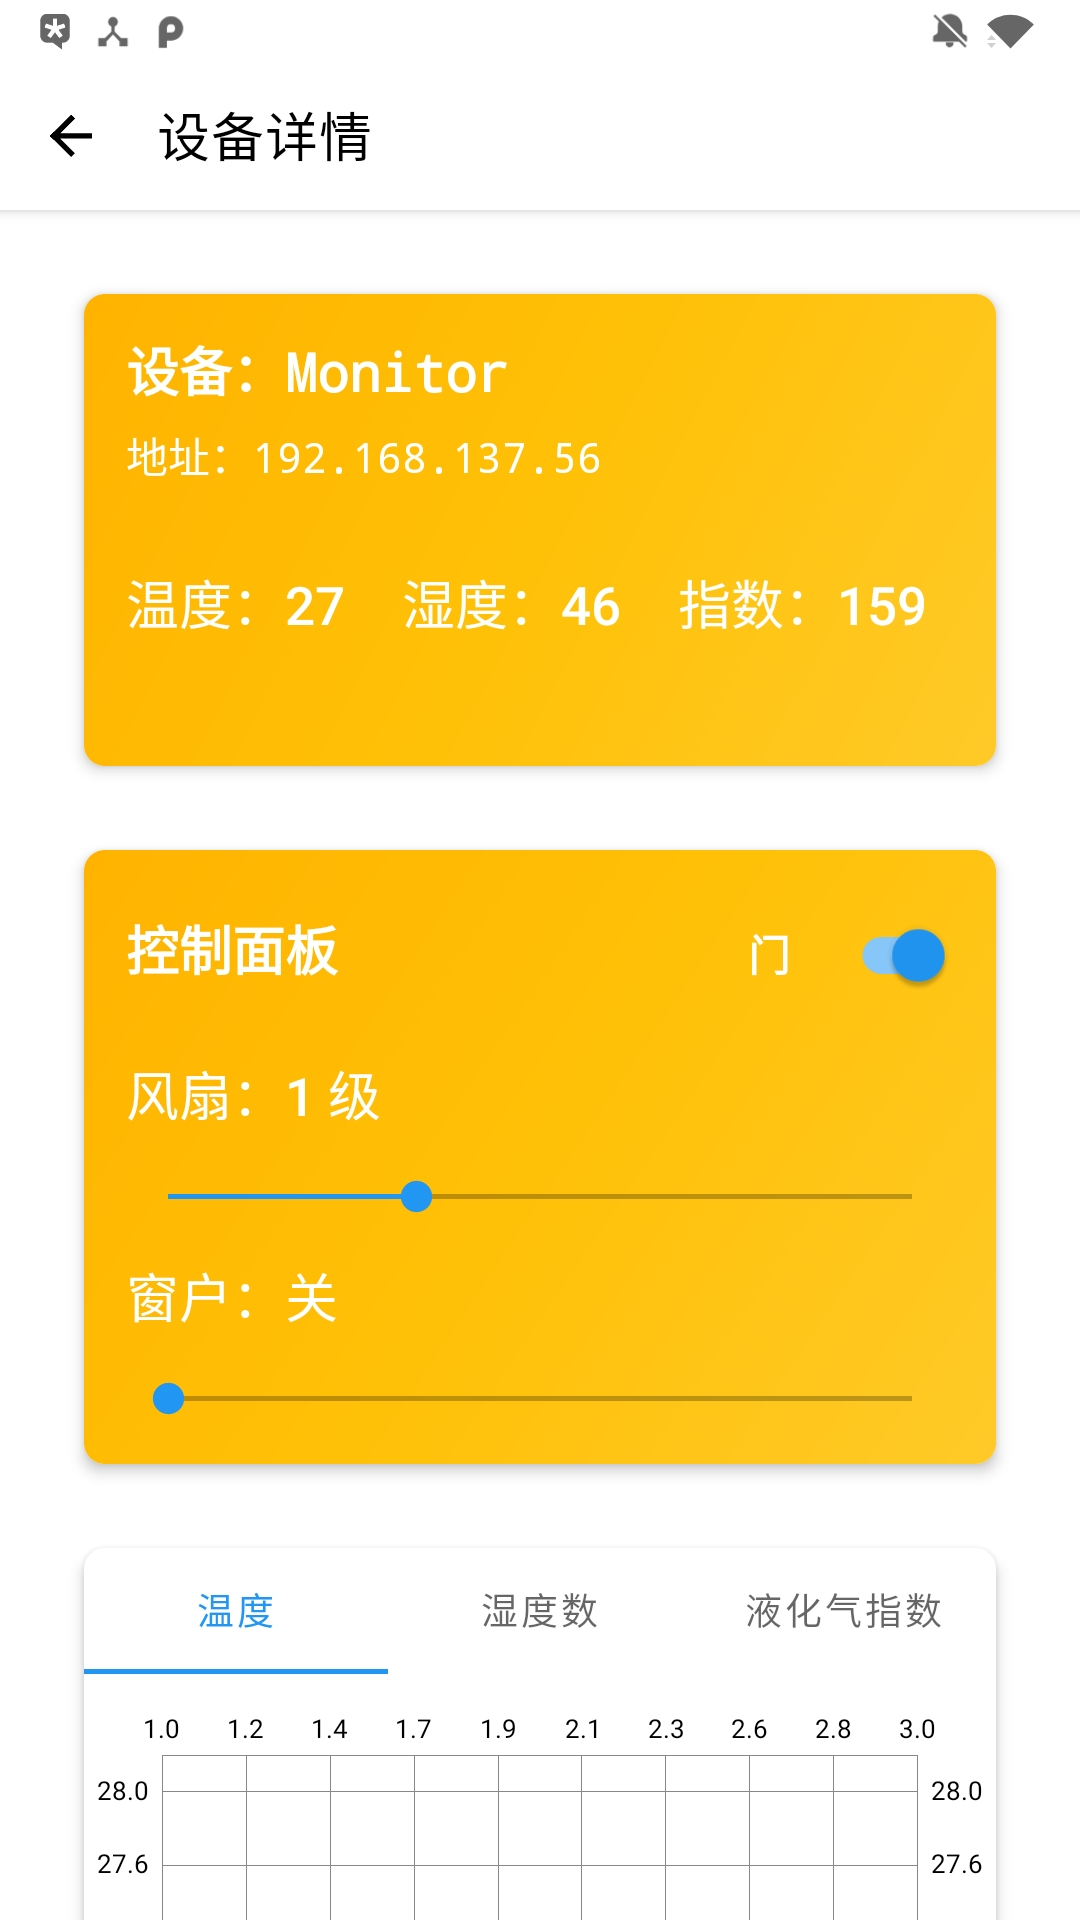 设备详情
设备：Monitor
地址：192.168.137.56
温度：27 湿度：46 指数：159
控制面板 门
风扇：1 级
窗户：关
温度 湿度数 液化气指数
1.0 1.2 1.4 1.7 1.9 2.1 2.3 2.6 2.8 3.0
28.0 28.0
27.6 27.6